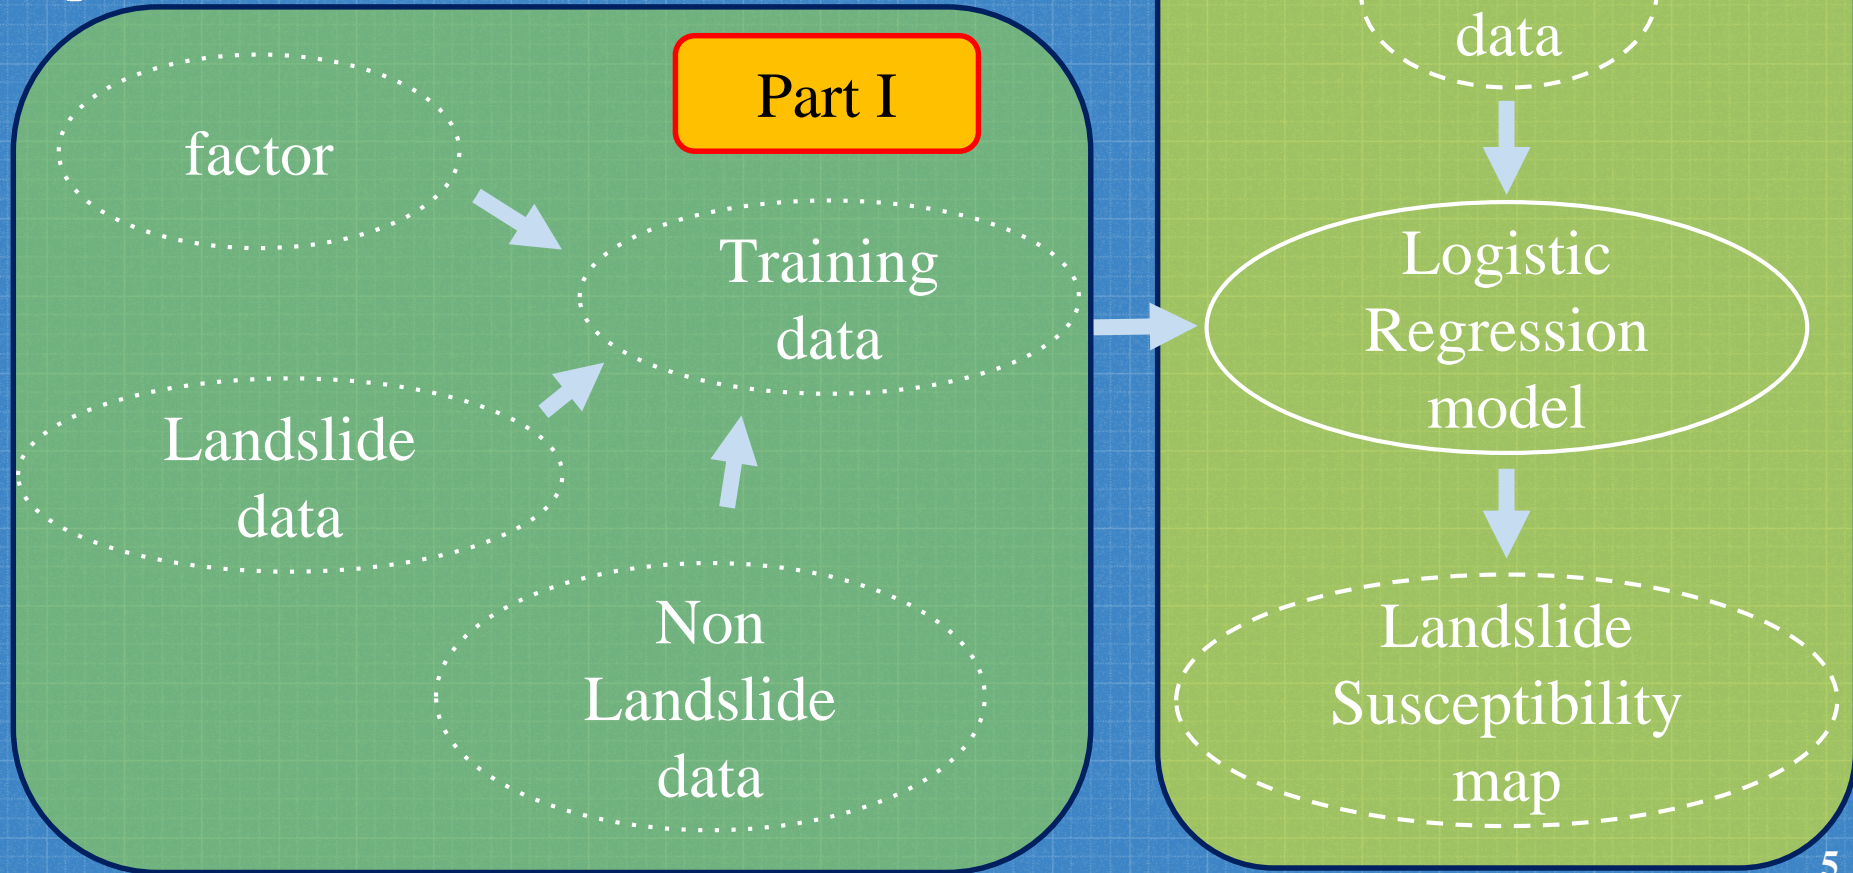 Part I
factor
Training
data
Landslide
data
Non
Landslide
data
data
Logistic
Regression
model
Landslide
Susceptibility
map
5